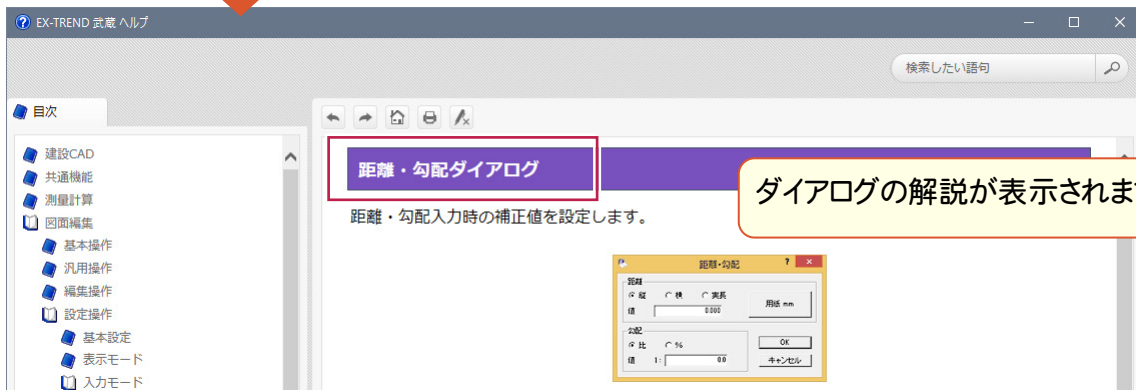 EX-TREND 武蔵 ヘルプ
検索したい語句
目次
建設CAD
共通機能
測量計算
図面編集
基本操作
汎用操作
編集操作
設定操作
基本設定
表示モード
入力モード
距離・勾配ダイアログ
ダイアログの解説が表示されま
距離・勾配入力時の補正値を設定します。
距離・勾配
距離
縦 横 実長
値 0.000
用紙 mm
勾配
比 %
値 1: 0.0
OK
キャンセル